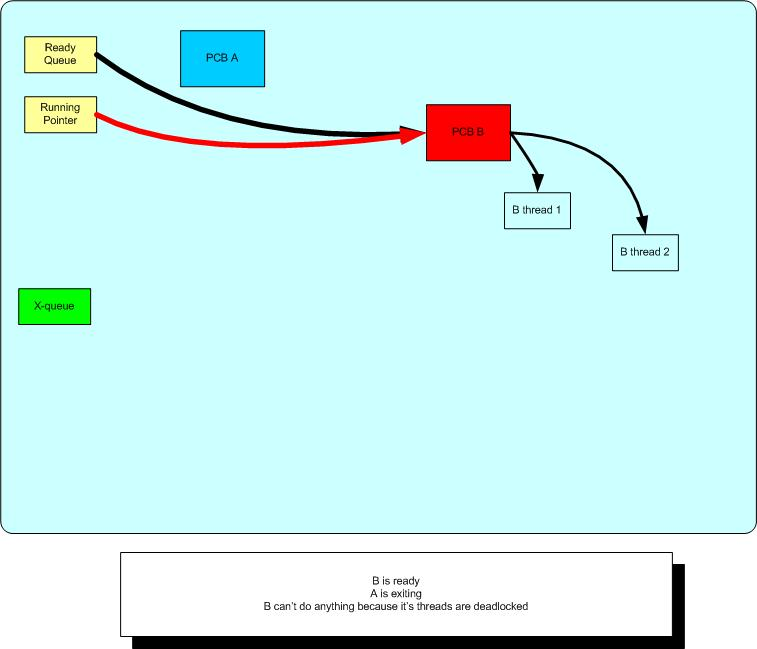 Ready
Queue
PCB A
Running
Pointer
PCB B
B thread 1
B thread 2
X-queue
B is ready
A is exiting
B can't do anything because it's threads are deadlocked